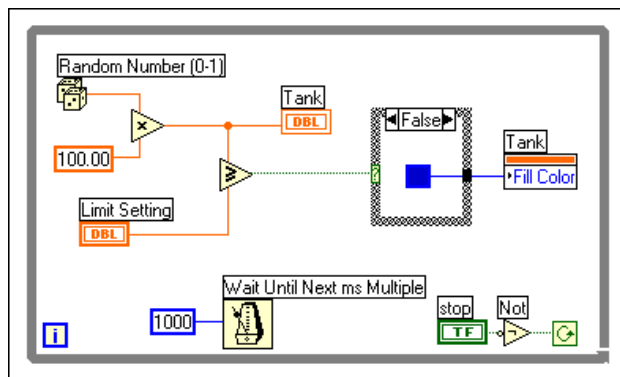 Random Number (0-1)
x
100.00
Tank
DBL
≥
Limit Setting
DBL
False
?
Tank
Fill Color
Wait Until Next ms Multiple
1000
stop
TF
Not
¬
i